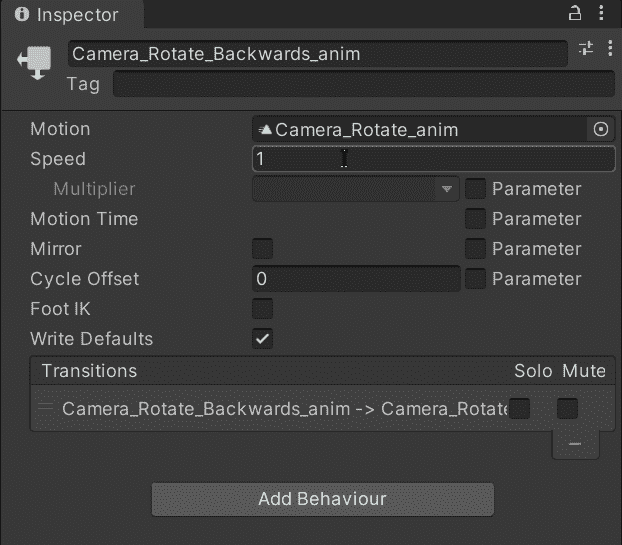 Inspector
Camera_Rotate_Backwards_anim
Tag
Motion Camera_Rotate_anim
Speed 1
Multiplier Parameter
Motion Time Parameter
Mirror Parameter
Cycle Offset 0 Parameter
Foot IK
Write Defaults
Transitions Solo Mute
Camera_Rotate_Backwards_anim -> Camera_Rotate
Add Behaviour